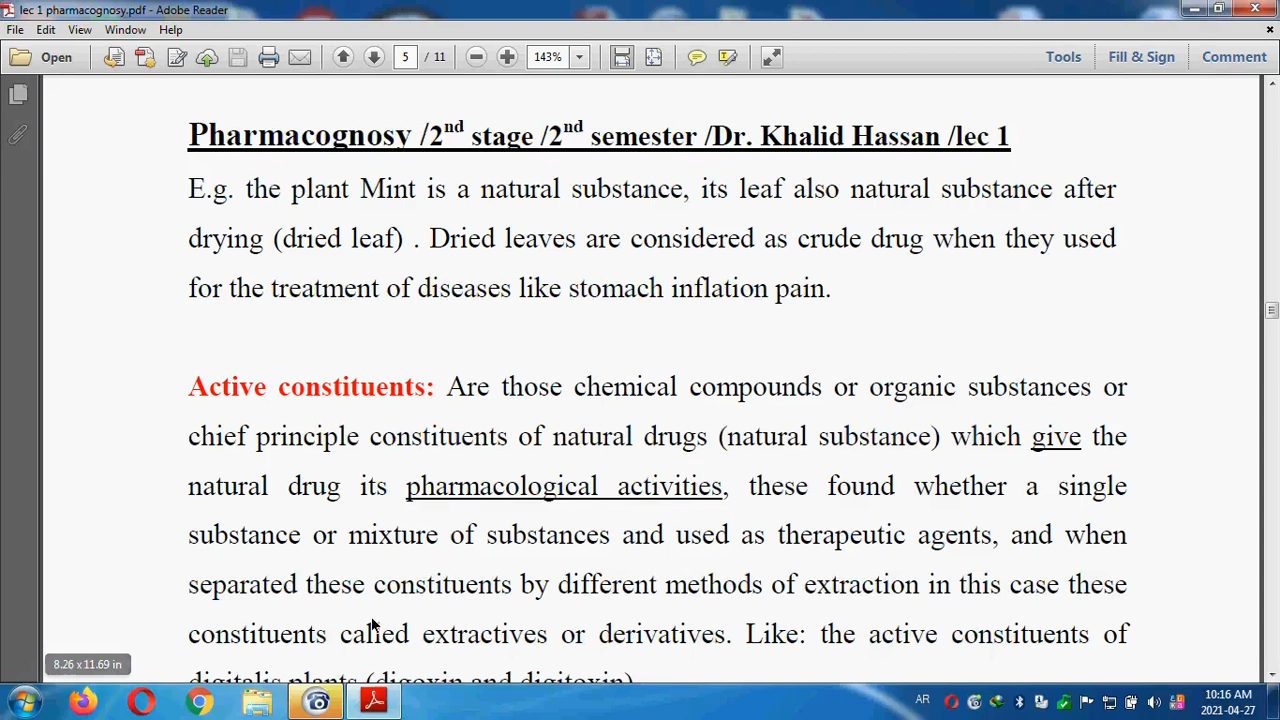 lec 1 pharmacognosy.pdf - Adobe Reader
File Edit View Window Help
Open 5 / 11 143% Tools Fill & Sign Comment
Pharmacognosy /2nd stage /2nd semester /Dr. Khalid Hassan /lec 1
E.g. the plant Mint is a natural substance, its leaf also natural substance after
drying (dried leaf) . Dried leaves are considered as crude drug when they used
for the treatment of diseases like stomach inflation pain.
Active constituents: Are those chemical compounds or organic substances or
chief principle constituents of natural drugs (natural substance) which give the
natural drug its pharmacological activities, these found whether a single
substance or mixture of substances and used as therapeutic agents, and when
separated these constituents by different methods of extraction in this case these
constituents called extractives or derivatives. Like: the active constituents of
digitalis plants (digoxin and digitoxin)
8.26 x 11.69 in
AR 10:16 AM
2021-04-27